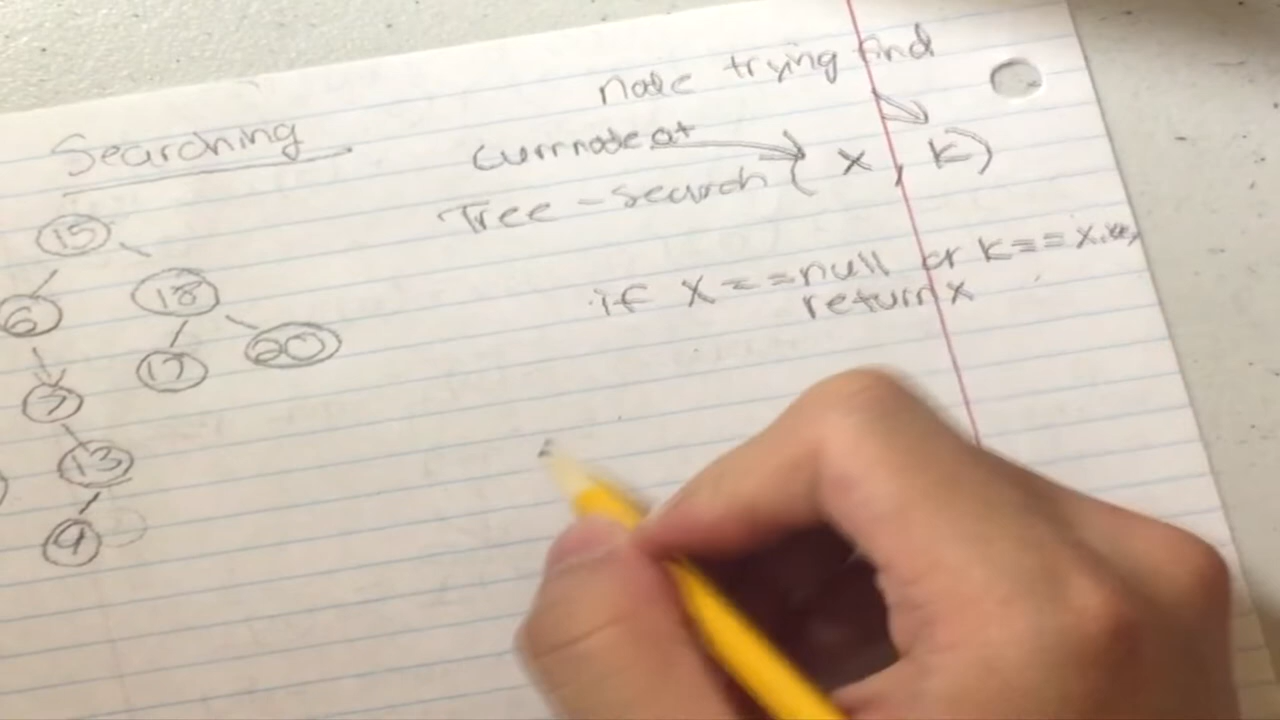 node trying find
Searching
currnode at
Tree - search ( x , k )
15
if x == null or k == x.key
return x
6
18
17
20
7
13
9